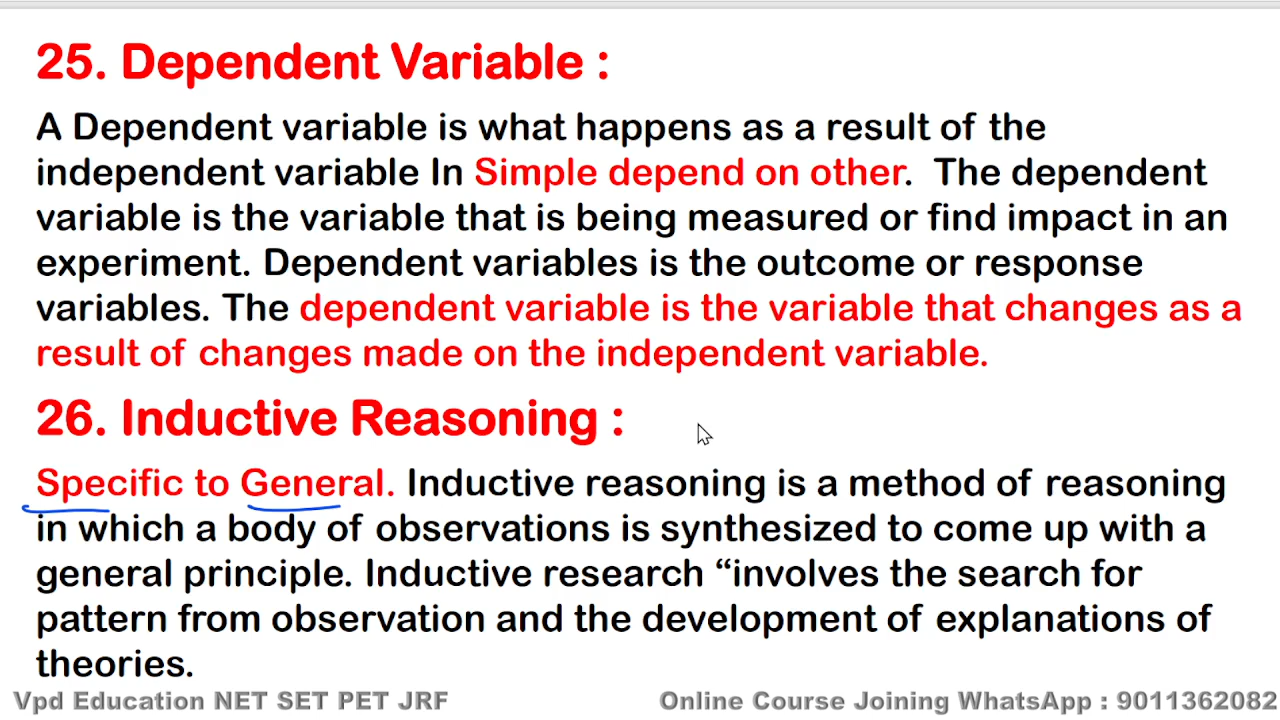 25. Dependent Variable :
A Dependent variable is what happens as a result of the
independent variable In Simple depend on other. The dependent
variable is the variable that is being measured or find impact in an
experiment. Dependent variables is the outcome or response
variables. The dependent variable is the variable that changes as a
result of changes made on the independent variable.
26. Inductive Reasoning :
Specific to General. Inductive reasoning is a method of reasoning
in which a body of observations is synthesized to come up with a
general principle. Inductive research “involves the search for
pattern from observation and the development of explanations of
theories.
Vpd Education NET SET PET JRF
Online Course Joining WhatsApp : 9011362082